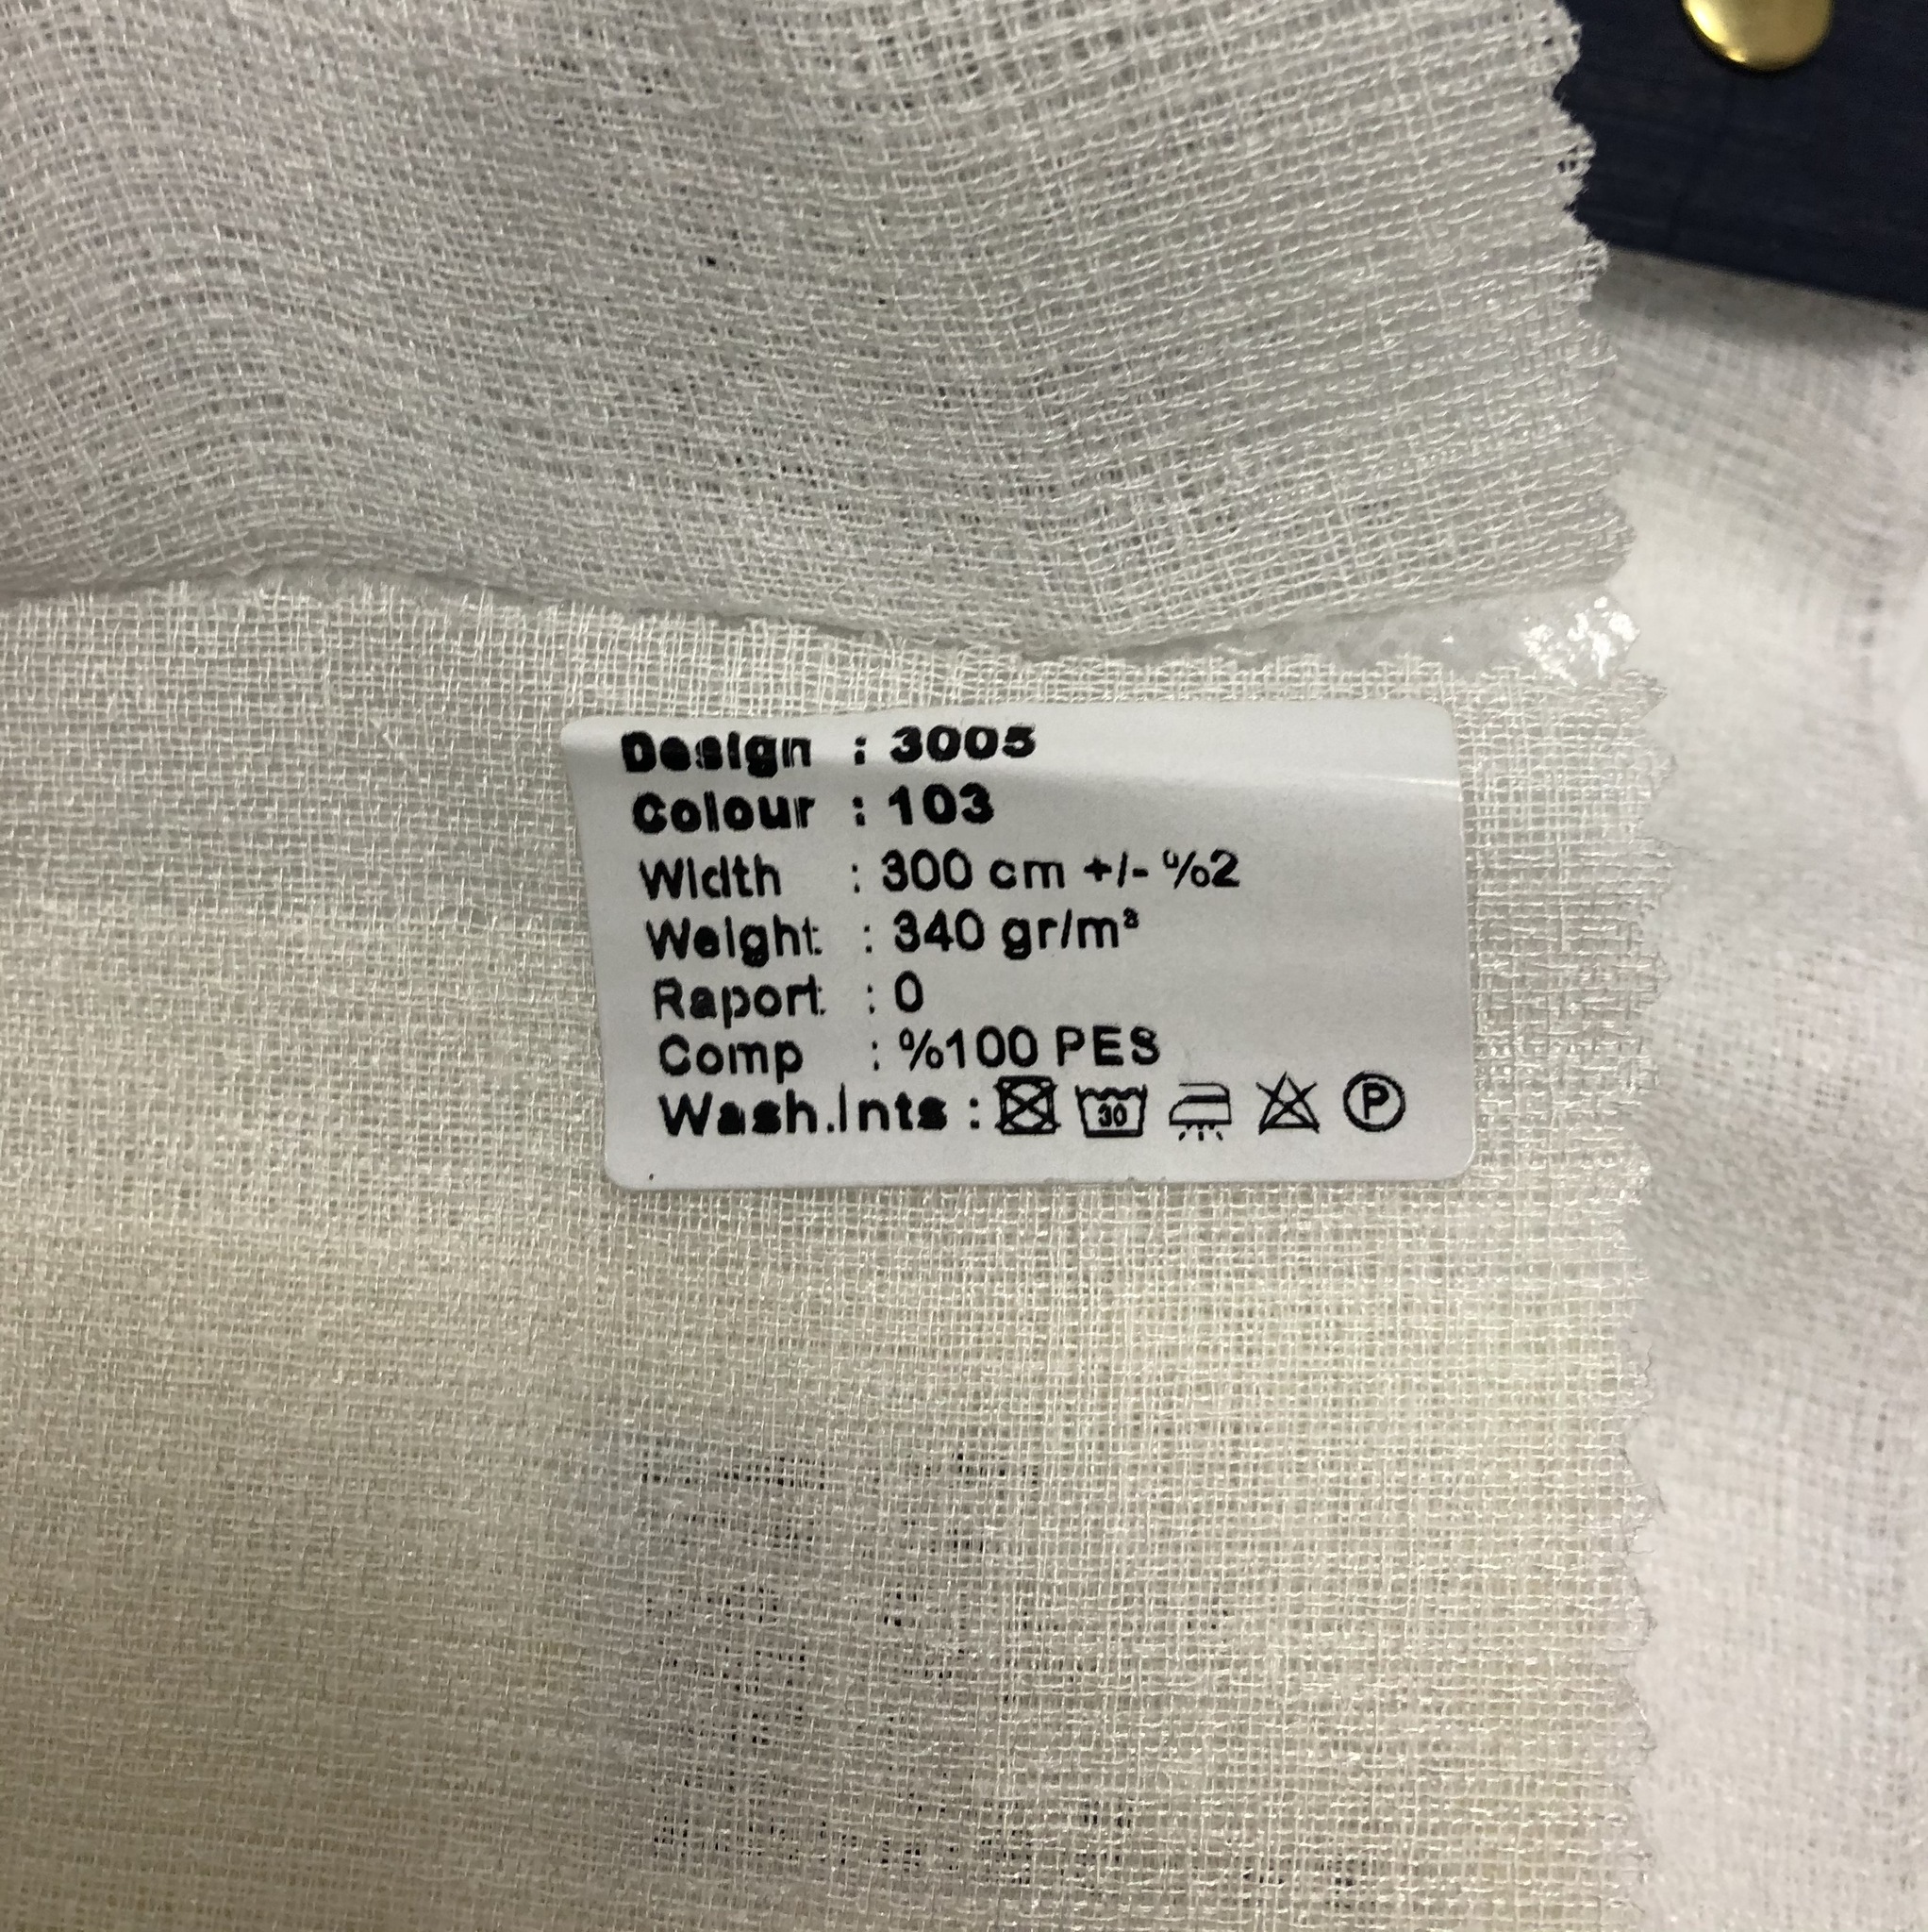 Design : 3005
Colour : 103
Width : 300 cm +/- %2
Weight : 340 gr/m²
Raport : 0
Comp : %100 PES
Wash.Ints : 30 P